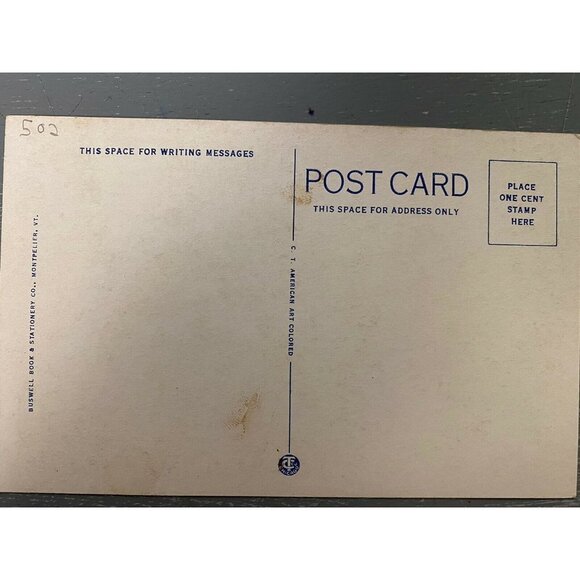 502
THIS SPACE FOR WRITING MESSAGES
POST CARD
THIS SPACE FOR ADDRESS ONLY
PLACE
ONE CENT
STAMP
HERE
BUSWELL BOOK & STATIONERY CO., MONTPELIER, VT.
C. T. AMERICAN ART COLORED